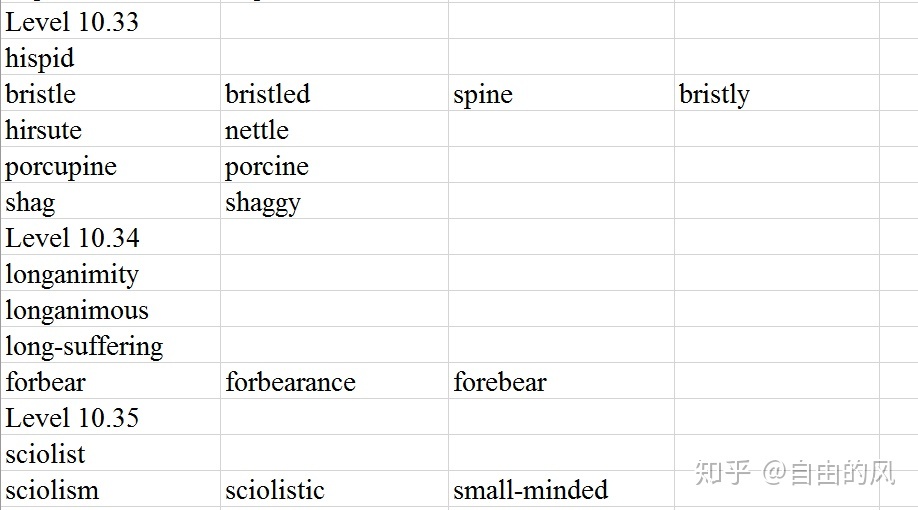 Level 10.33
hispid
bristle bristled spine bristly
hirsute nettle
porcupine porcine
shag shaggy
Level 10.34
longanimity
longanimous
long-suffering
forbear forbearance forebear
Level 10.35
sciolist
sciolism sciolistic small-minded
知乎 @自由的风